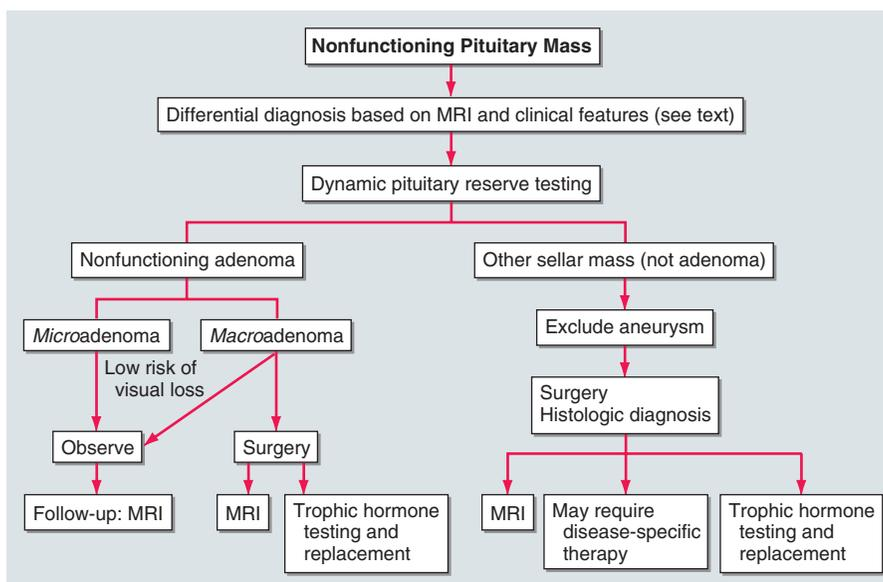 Nonfunctioning Pituitary Mass
Differential diagnosis based on MRI and clinical features (see text)
Dynamic pituitary reserve testing
Nonfunctioning adenoma
Other sellar mass (not adenoma)
Microadenoma
Macroadenoma
Exclude aneurysm
Low risk of
visual loss
Surgery
Histologic diagnosis
Observe
Surgery
Follow-up: MRI
MRI
Trophic hormone
testing and
replacement
MRI
May require
disease-specific
therapy
Trophic hormone
testing and
replacement